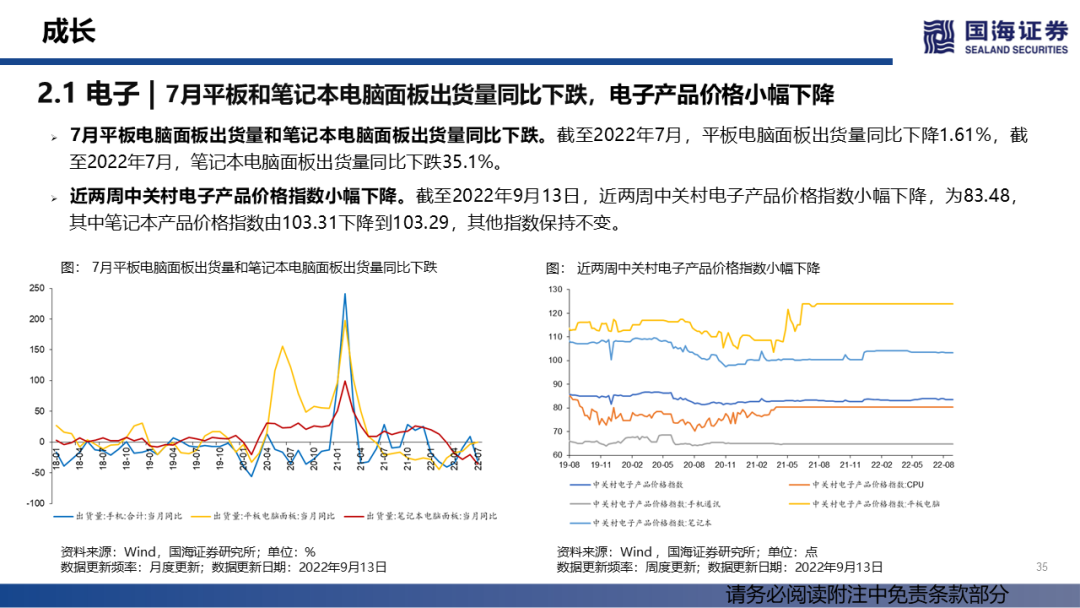 成长
国海证券
SEALAND SECURITIES
2.1 电子 | 7月平板和笔记本电脑面板出货量同比下跌，电子产品价格小幅下降
➢ 7月平板电脑面板出货量和笔记本电脑面板出货量同比下跌。截至2022年7月，平板电脑面板出货量同比下降1.61%，截
至2022年7月，笔记本电脑面板出货量同比下跌35.1%。
➢ 近两周中关村电子产品价格指数小幅下降。截至2022年9月13日，近两周中关村电子产品价格指数小幅下降，为83.48，
其中笔记本产品价格指数由103.31下降到103.29，其他指数保持不变。
图： 7月平板电脑面板出货量和笔记本电脑面板出货量同比下跌
250
200
150
100
50
0
-50
-100
18-01 18-04 18-07 18-10 19-01 19-04 19-07 19-10 20-01 20-04 20-07 20-10 21-01 21-04 21-07 21-10 22-01 22-04 22-07
出货量:手机:合计:当月同比 出货量:平板电脑面板:当月同比 出货量:笔记本电脑面板:当月同比
资料来源：Wind，国海证券研究所；单位：%
数据更新频率：月度更新；数据更新日期：2022年9月13日
图： 近两周中关村电子产品价格指数小幅下降
130
120
110
100
90
80
70
60
19-08 19-11 20-02 20-05 20-08 20-11 21-02 21-05 21-08 21-11 22-02 22-05 22-08
中关村电子产品价格指数 中关村电子产品价格指数:CPU
中关村电子产品价格指数:手机通讯 中关村电子产品价格指数:平板电脑
中关村电子产品价格指数:笔记本
资料来源：Wind，国海证券研究所；单位：点
数据更新频率：周度更新；数据更新日期：2022年9月13日
35
请务必阅读附注中免责条款部分